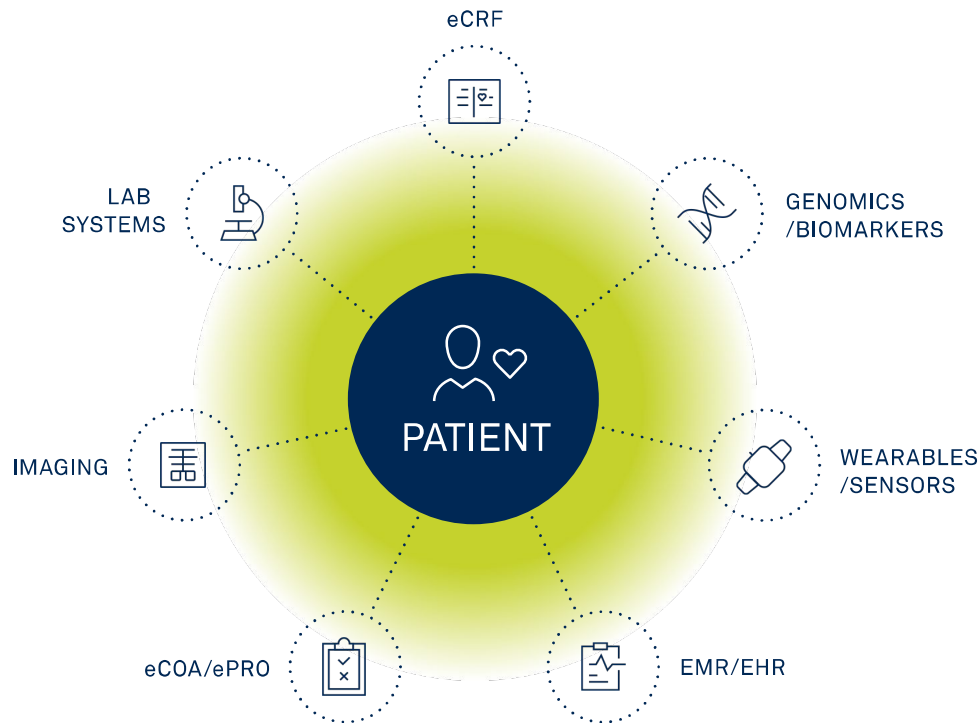 eCRF
LAB
SYSTEMS
GENOMICS
/BIOMARKERS
PATIENT
IMAGING
WEARABLES
/SENSORS
eCOA/ePRO
EMR/EHR